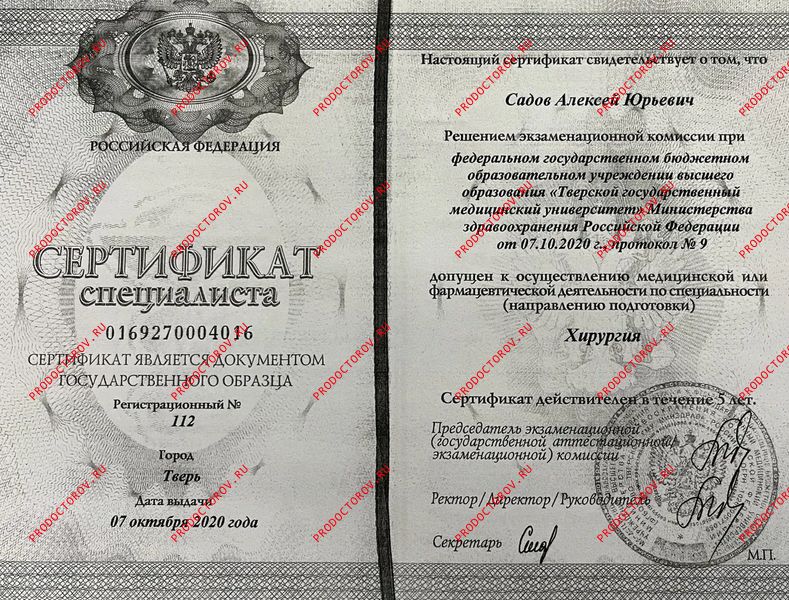 РОССИЙСКАЯ ФЕДЕРАЦИЯ
СЕРТИФИКАТ
специалиста
0169270004016
СЕРТИФИКАТ ЯВЛЯЕТСЯ ДОКУМЕНТОМ
ГОСУДАРСТВЕННОГО ОБРАЗЦА
Регистрационный №
112
Город
Тверь
Дата выдачи
07 октября 2020 года
Настоящий сертификат свидетельствует о том, что
Садов Алексей Юрьевич
Решением экзаменационной комиссии при
федеральном государственном бюджетном
образовательном учреждении высшего
образования «Тверской государственный
медицинский университет» Министерства
здравоохранения Российской Федерации
от 07.10.2020 г., протокол № 9
допущен к осуществлению медицинской или
фармацевтической деятельности по специальности
(направлению подготовки)
Хирургия
Сертификат действителен в течение 5 лет.
Председатель экзаменационной
(государственной аттестационной/
экзаменационной) комиссии
Ректор/Директор/Руководитель
Секретарь
М.П.
PRODOCTOROV.RU